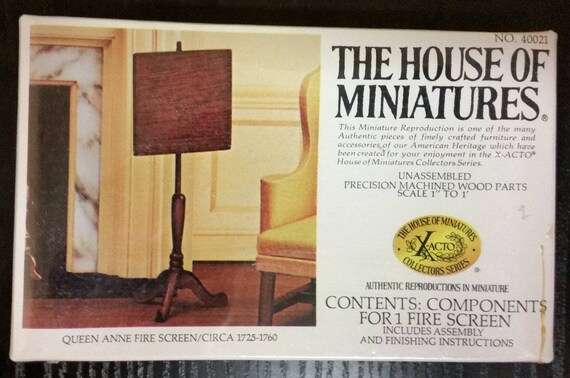 NO. 40021
THE HOUSE OF
MINIATURES®
This Miniature Reproduction is one of the many
Authentic pieces of finely crafted furniture and
accessories of our American Heritage which have
been created for your enjoyment in the X-ACTO®
House of Miniatures Collectors Series.
UNASSEMBLED
PRECISION MACHINED WOOD PARTS
SCALE 1" TO 1'
THE HOUSE OF MINIATURES
X-ACTO
COLLECTORS SERIES ®
AUTHENTIC REPRODUCTIONS IN MINIATURE
CONTENTS: COMPONENTS
FOR 1 FIRE SCREEN
INCLUDES ASSEMBLY
AND FINISHING INSTRUCTIONS
QUEEN ANNE FIRE SCREEN/CIRCA 1725-1760